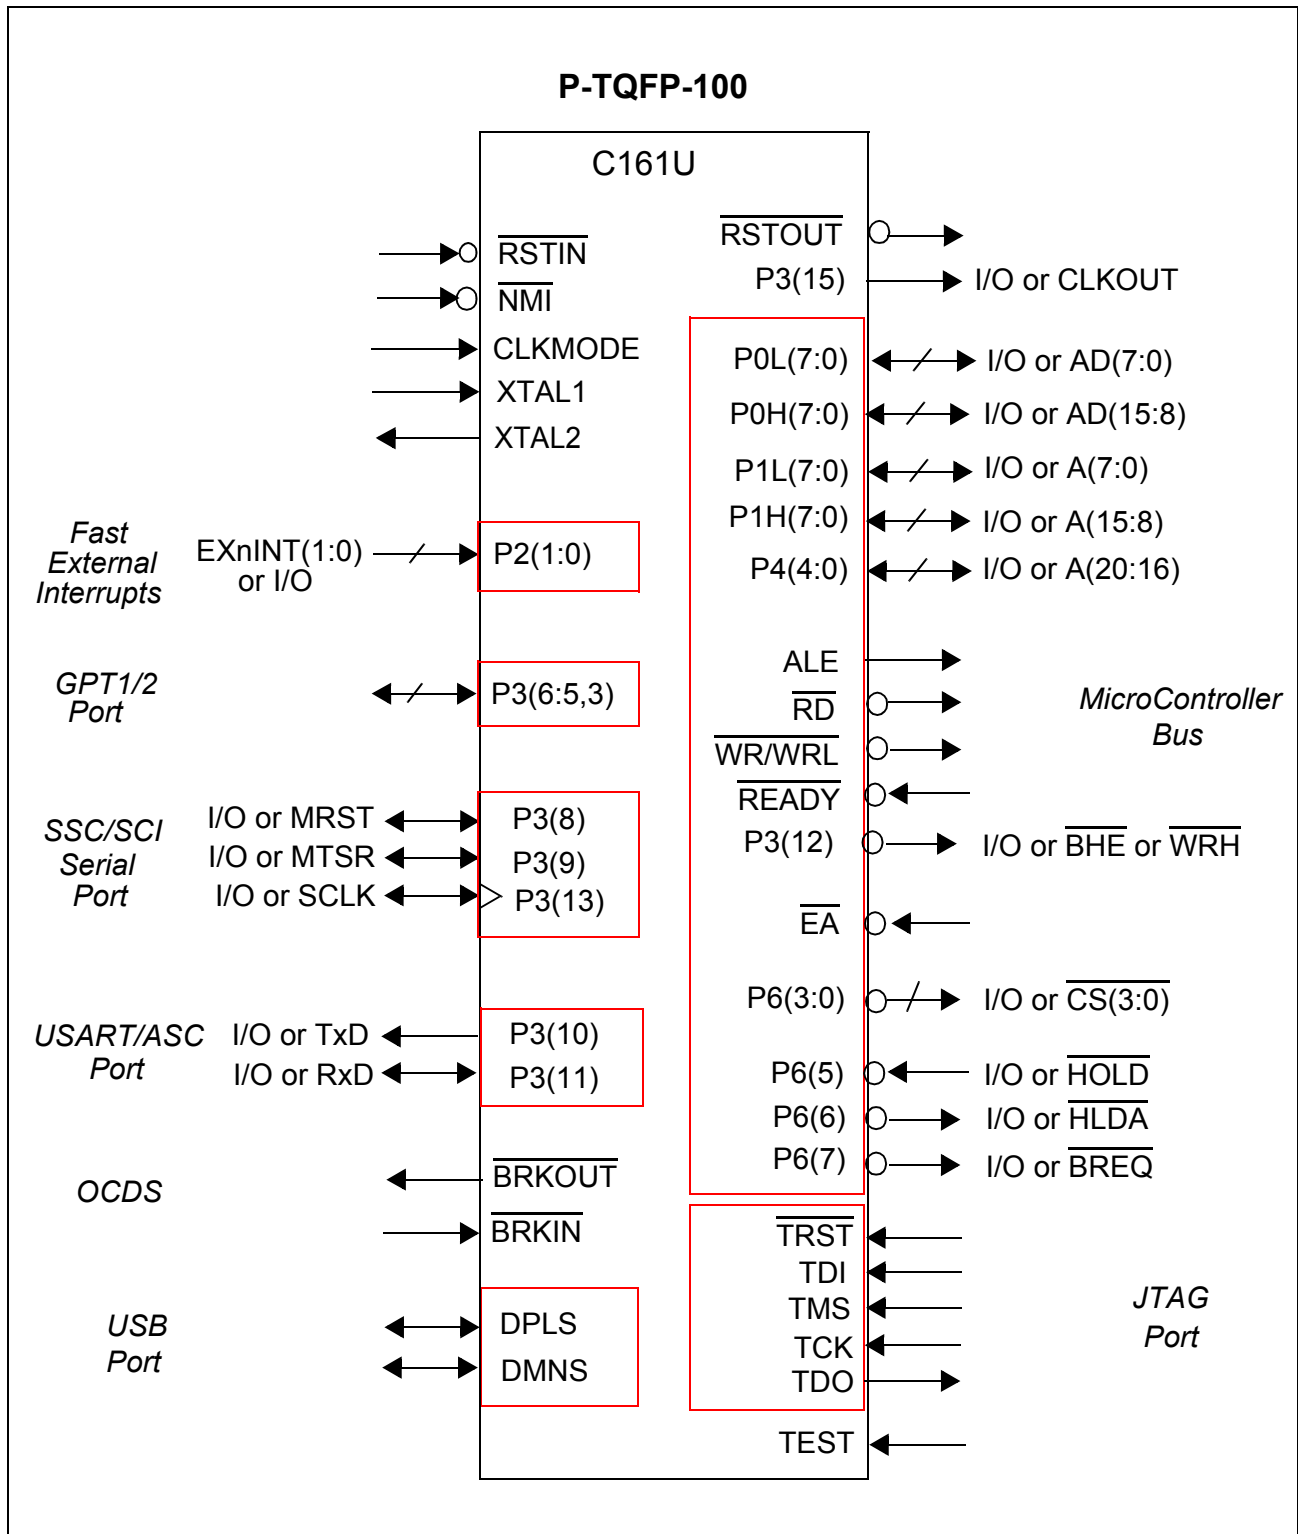 P-TQFP-100
C161U
RSTIN
NMI
CLKMODE
XTAL1
XTAL2
Fast
External
Interrupts
EXnINT(1:0)
or I/O
P2(1:0)
GPT1/2
Port
P3(6:5,3)
SSC/SCI
Serial
Port
I/O or MRST P3(8)
I/O or MTSR P3(9)
I/O or SCLK P3(13)
USART/ASC
Port
I/O or TxD P3(10)
I/O or RxD P3(11)
OCDS
BRKOUT
BRKIN
USB
Port
DPLS
DMNS
RSTOUT
P3(15) I/O or CLKOUT
P0L(7:0) I/O or AD(7:0)
P0H(7:0) I/O or AD(15:8)
P1L(7:0) I/O or A(7:0)
P1H(7:0) I/O or A(15:8)
P4(4:0) I/O or A(20:16)
ALE
RD
WR/WRL
READY
P3(12) I/O or BHE or WRH
EA
P6(3:0) I/O or CS(3:0)
P6(5) I/O or HOLD
P6(6) I/O or HLDA
P6(7) I/O or BREQ
MicroController
Bus
TRST
TDI
TMS
TCK
TDO
JTAG
Port
TEST